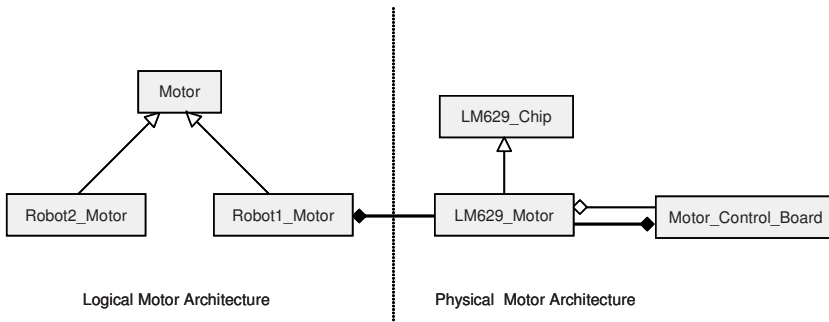 Motor
LM629_Chip
Robot2_Motor
Robot1_Motor
LM629_Motor
Motor_Control_Board
Logical Motor Architecture
Physical Motor Architecture